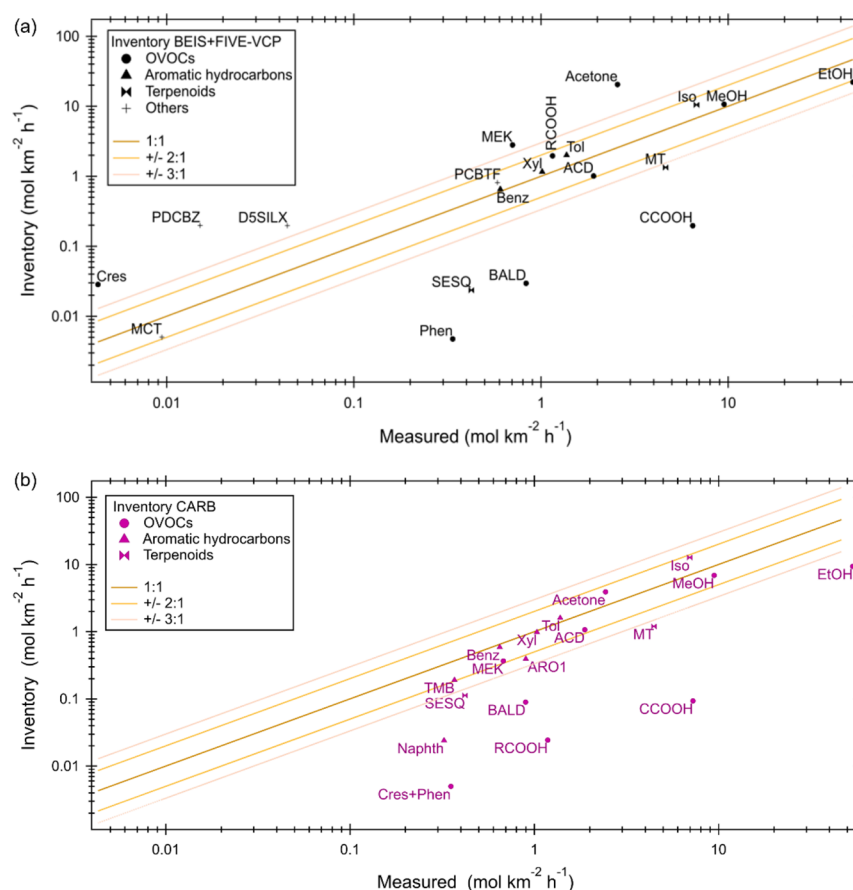 (a)
Inventory BEIS+FIVE-VCP
OVOCs
Aromatic hydrocarbons
Terpenoids
Others
1:1
+/- 2:1
+/- 3:1
100
10
1
0.1
0.01
Inventory (mol km⁻² h⁻¹)
EtOH
Acetone
Iso
MeOH
RCOOH
MEK
Tol
Xyl
ACD
MT
PCBTF
Benz
PDCBZ
D5SILX
CCOOH
Cres
SESQ
BALD
MCT
Phen
0.01
0.1
1
10
Measured (mol km⁻² h⁻¹)
(b)
Inventory CARB
OVOCs
Aromatic hydrocarbons
Terpenoids
1:1
+/- 2:1
+/- 3:1
100
10
1
0.1
0.01
Inventory (mol km⁻² h⁻¹)
Iso
MeOH
EtOH
Acetone
Tol
Xyl
ACD
MT
Benz
MEK
ARO1
TMB
SESQ
BALD
CCOOH
Naphth
RCOOH
Cres+Phen
0.01
0.1
1
10
Measured (mol km⁻² h⁻¹)